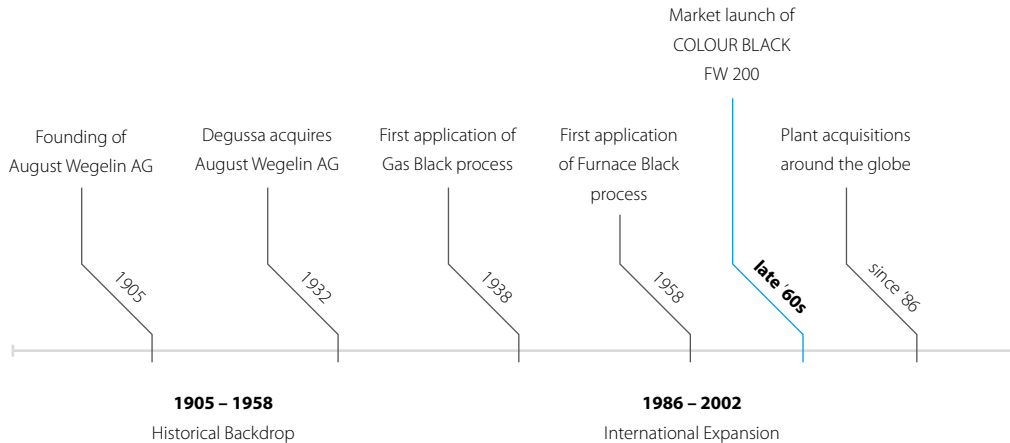 Market launch of
COLOUR BLACK
FW 200
Founding of
August Wegelin AG
Degussa acquires
August Wegelin AG
First application of
Gas Black process
First application
of Furnace Black
process
Plant acquisitions
around the globe
1905
1932
1938
1958
late ’60s
since ’86
1905 – 1958
Historical Backdrop
1986 – 2002
International Expansion